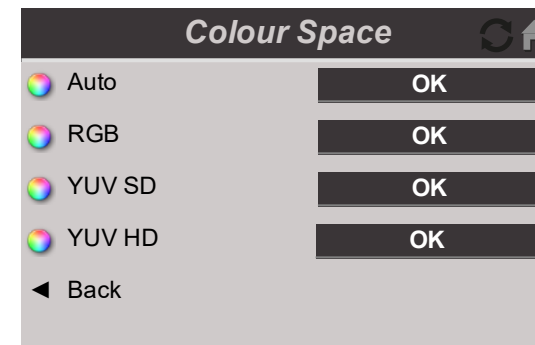 Colour Space
Auto OK
RGB OK
YUV SD OK
YUV HD OK
Back